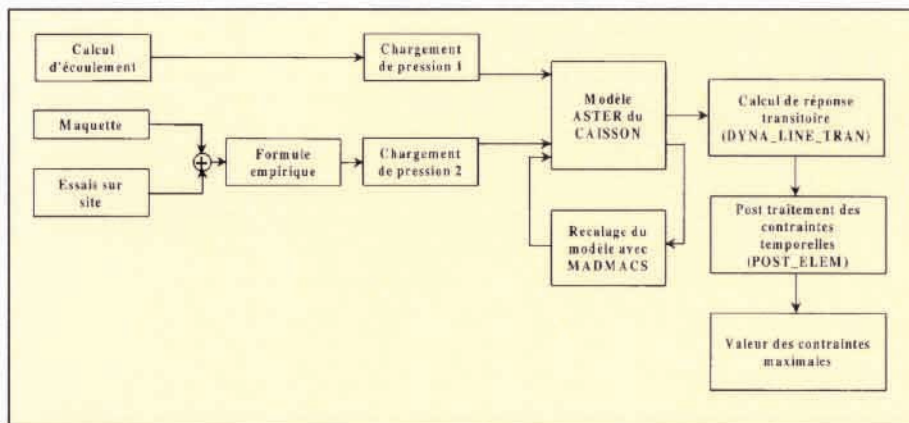 Calcul
d'écoulement
Chargement
de pression 1
Maquette
Essais sur
site
Formule
empirique
Chargement
de pression 2
Modèle
ASTER du
CAISSON
Recalage du
modèle avec
MADMACS
Calcul de réponse
transitoire
(DYNA_LINE_TRAN)
Post traîtement des
contraintes
temporelles
(POST_ELEM)
Valeur des contraintes
maximales